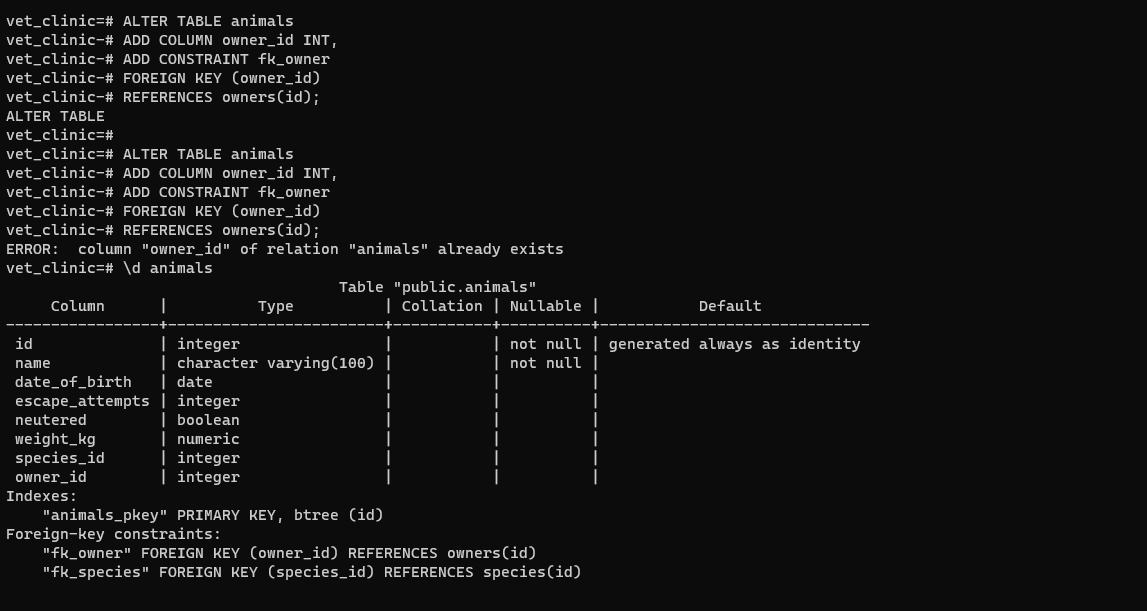 vet_clinic=# ALTER TABLE animals
vet_clinic-# ADD COLUMN owner_id INT,
vet_clinic-# ADD CONSTRAINT fk_owner
vet_clinic-# FOREIGN KEY (owner_id)
vet_clinic-# REFERENCES owners(id);
ALTER TABLE
vet_clinic=#
vet_clinic=# ALTER TABLE animals
vet_clinic-# ADD COLUMN owner_id INT,
vet_clinic-# ADD CONSTRAINT fk_owner
vet_clinic-# FOREIGN KEY (owner_id)
vet_clinic-# REFERENCES owners(id);
ERROR:  column "owner_id" of relation "animals" already exists
vet_clinic=# \d animals
                                     Table "public.animals"
     Column      |          Type          | Collation | Nullable |           Default
-----------------+------------------------+-----------+----------+------------------------------
 id              | integer                |           | not null | generated always as identity
 name            | character varying(100) |           | not null |
 date_of_birth   | date                   |           |          |
 escape_attempts | integer                |           |          |
 neutered        | boolean                |           |          |
 weight_kg       | numeric                |           |          |
 species_id      | integer                |           |          |
 owner_id        | integer                |           |          |
Indexes:
    "animals_pkey" PRIMARY KEY, btree (id)
Foreign-key constraints:
    "fk_owner" FOREIGN KEY (owner_id) REFERENCES owners(id)
    "fk_species" FOREIGN KEY (species_id) REFERENCES species(id)